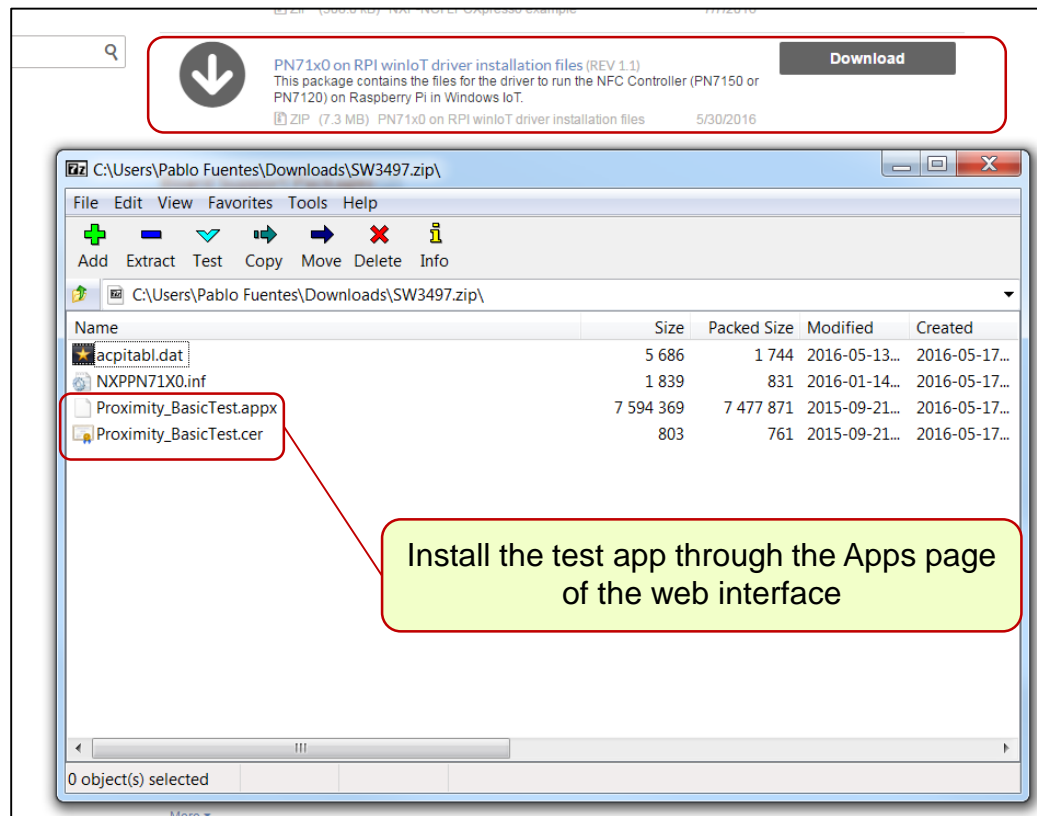 PN71x0 on RPI winIoT driver installation files (REV 1.1)
Download
This package contains the files for the driver to run the NFC Controller (PN7150 or
PN7120) on Raspberry Pi in Windows IoT.
ZIP (7.3 MB) PN71x0 on RPI winIoT driver installation files 5/30/2016
C:\Users\Pablo Fuentes\Downloads\SW3497.zip\
File Edit View Favorites Tools Help
Add Extract Test Copy Move Delete Info
C:\Users\Pablo Fuentes\Downloads\SW3497.zip\
Name Size Packed Size Modified Created
acpitabl.dat 5 686 1 744 2016-05-13... 2016-05-17...
NXPPN71X0.inf 1 839 831 2016-01-14... 2016-05-17...
Proximity_BasicTest.appx 7 594 369 7 477 871 2015-09-21... 2016-05-17...
Proximity_BasicTest.cer 803 761 2015-09-21... 2016-05-17...
Install the test app through the Apps page
of the web interface
0 object(s) selected
More